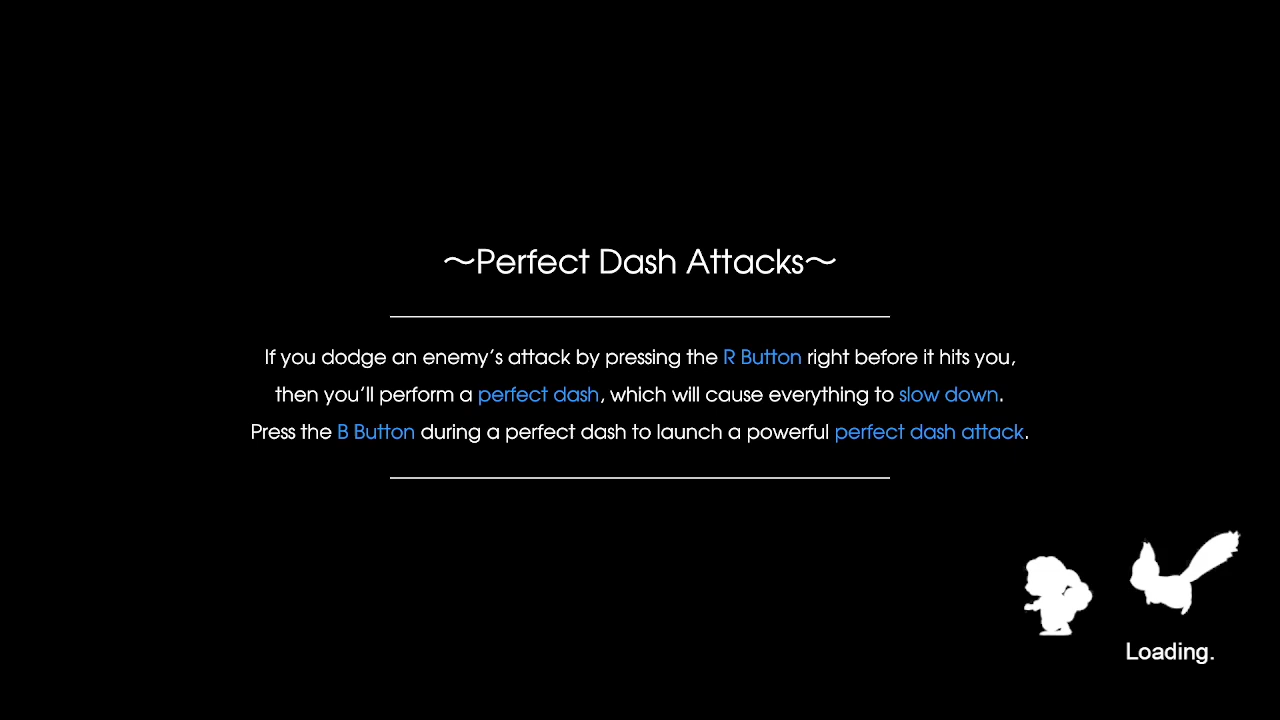 ～Perfect Dash Attacks～
If you dodge an enemy's attack by pressing the R Button right before it hits you,
then you'll perform a perfect dash, which will cause everything to slow down.
Press the B Button during a perfect dash to launch a powerful perfect dash attack.
Loading.